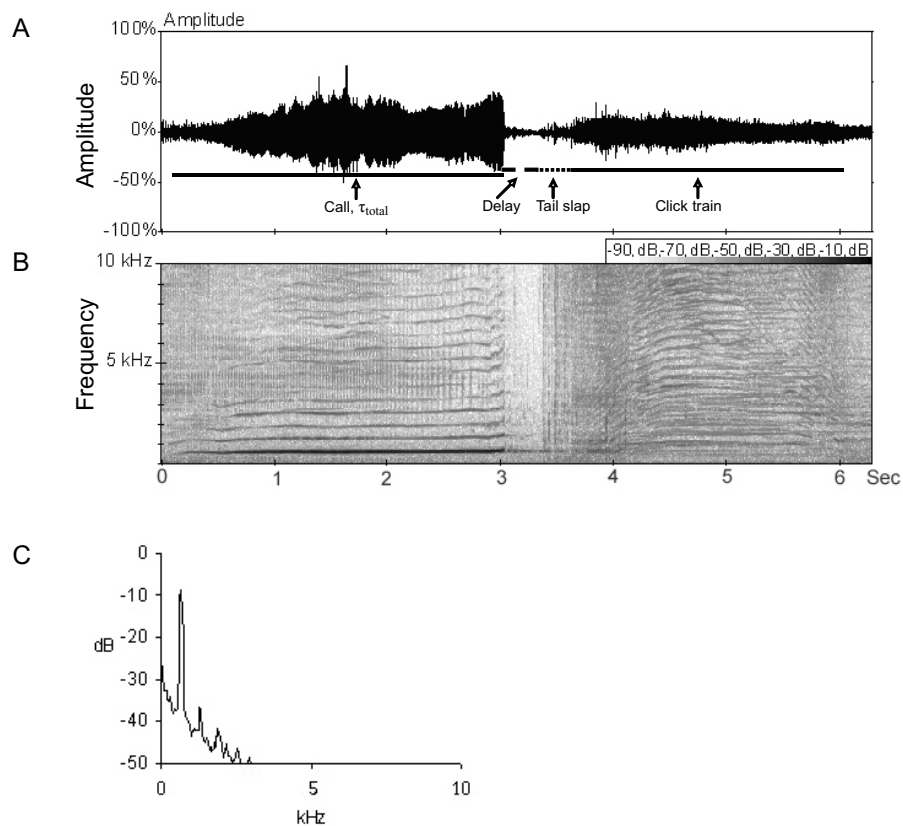 A
Amplitude
100%
50%
0%
-50%
-100%
Amplitude
Call, τtotal
Delay
Tail slap
Click train
B
-90, dB,-70, dB,-50, dB,-30, dB,-10, dB
10 kHz
5 kHz
Frequency
0 1 2 3 4 5 6 Sec
C
0
-10
-20
dB
-30
-40
-50
0 5 10
kHz